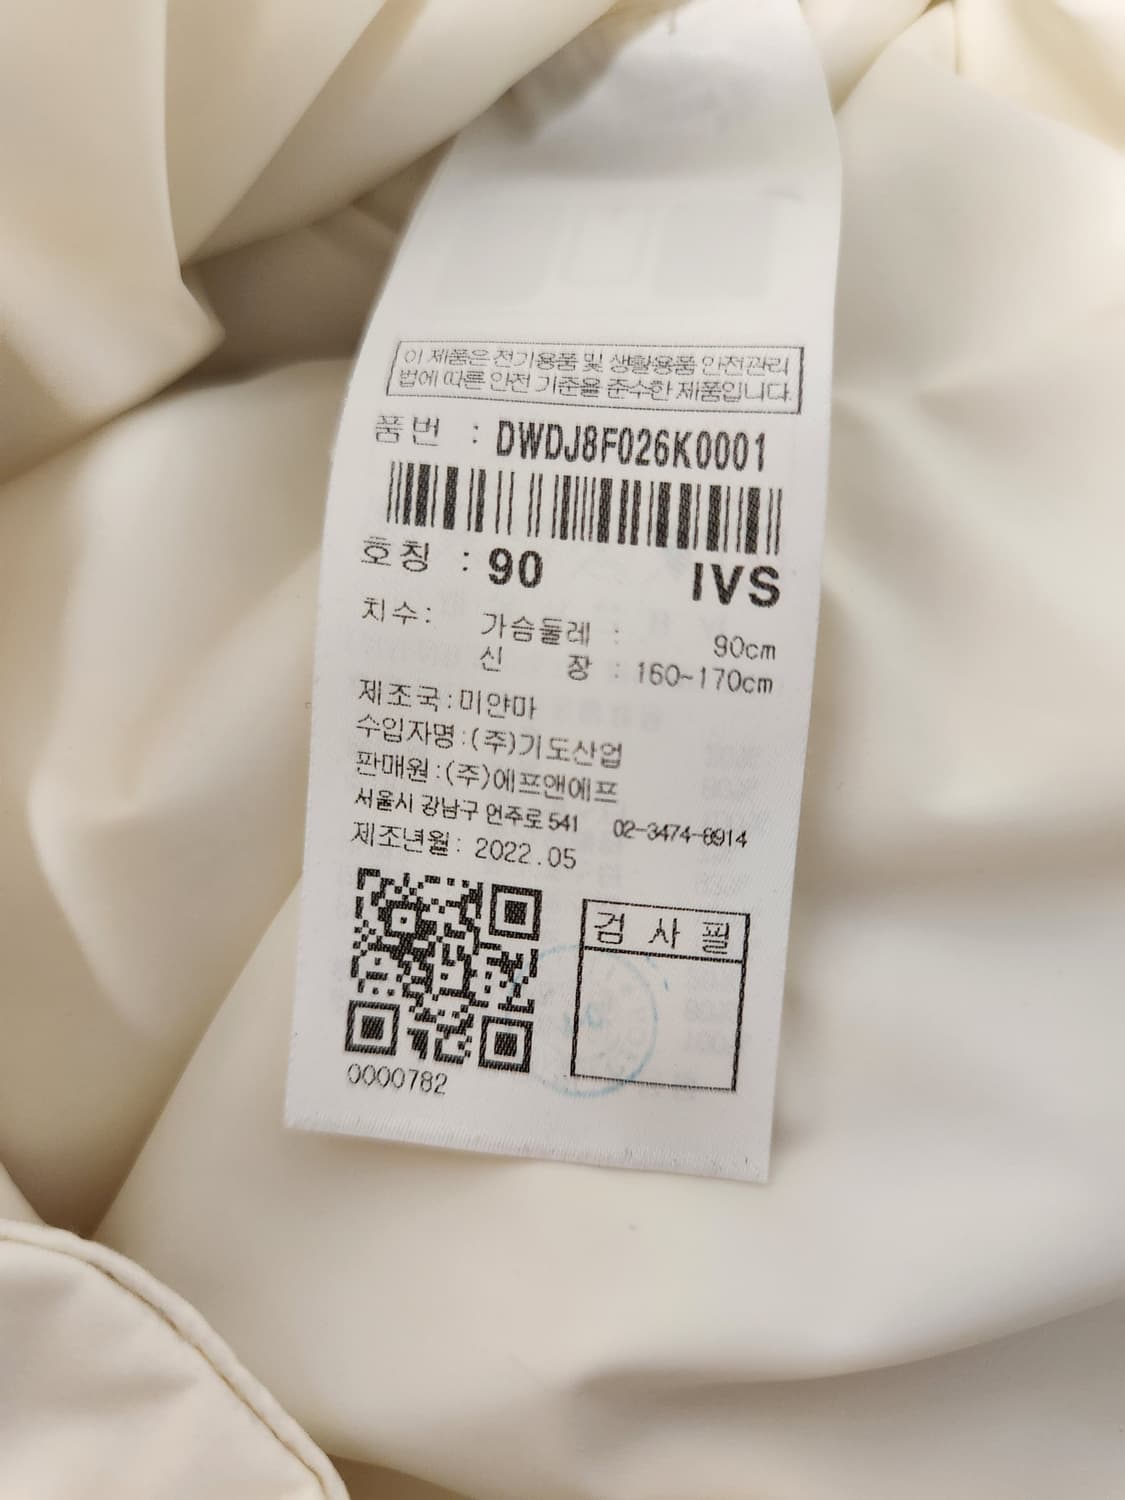 이 제품은 전기용품 및 생활용품 안전관리
법에 따른 안전 기준을 준수한 제품입니다.
품번 : DWDJ8F026K0001
호칭 : 90 IVS
치수: 가슴둘레 : 90cm
신 장 : 160~170cm
제조국:미얀마
수입자명:(주)기도산업
판매원:(주)에프앤에프
서울시 강남구 언주로 541 02-3474-8914
제조년월: 2022.05
검사필
0000782